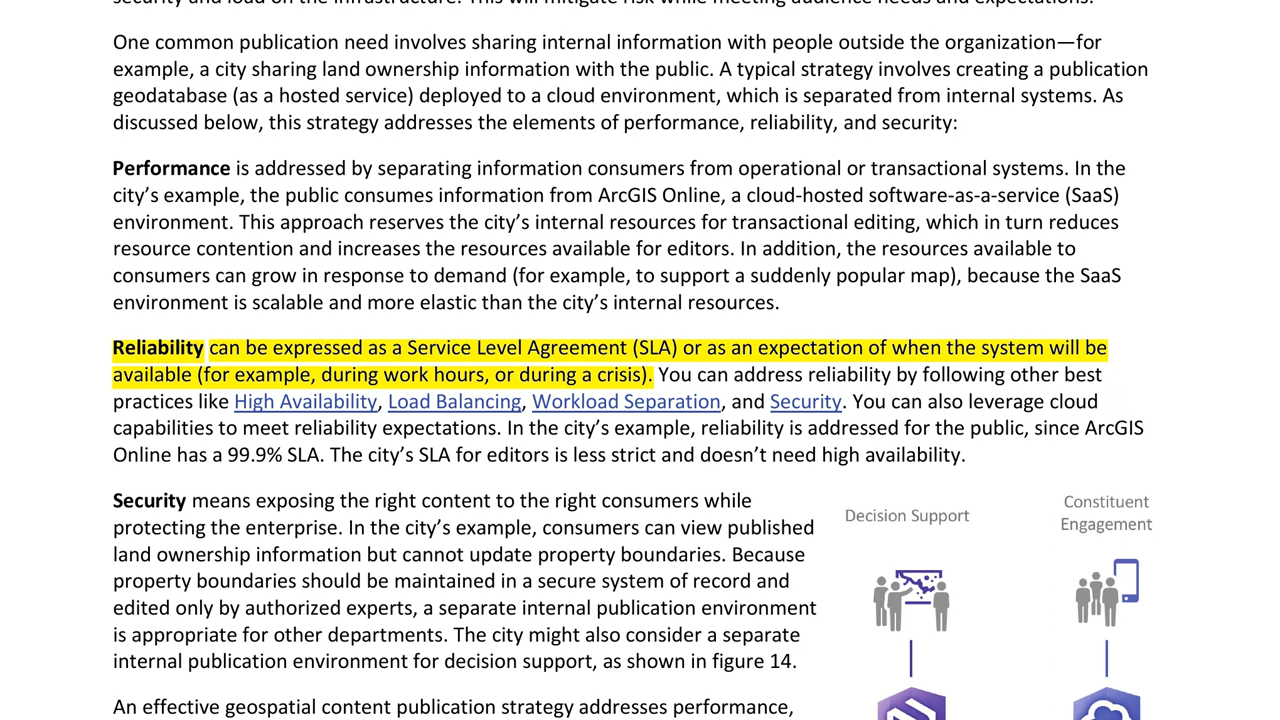 security and load on the infrastructure. This will mitigate risk while meeting audience needs and expectations.
One common publication need involves sharing internal information with people outside the organization—for
example, a city sharing land ownership information with the public. A typical strategy involves creating a publication
geodatabase (as a hosted service) deployed to a cloud environment, which is separated from internal systems. As
discussed below, this strategy addresses the elements of performance, reliability, and security:
Performance is addressed by separating information consumers from operational or transactional systems. In the
city’s example, the public consumes information from ArcGIS Online, a cloud-hosted software-as-a-service (SaaS)
environment. This approach reserves the city’s internal resources for transactional editing, which in turn reduces
resource contention and increases the resources available for editors. In addition, the resources available to
consumers can grow in response to demand (for example, to support a suddenly popular map), because the SaaS
environment is scalable and more elastic than the city’s internal resources.
Reliability can be expressed as a Service Level Agreement (SLA) or as an expectation of when the system will be
available (for example, during work hours, or during a crisis). You can address reliability by following other best
practices like High Availability, Load Balancing, Workload Separation, and Security. You can also leverage cloud
capabilities to meet reliability expectations. In the city’s example, reliability is addressed for the public, since ArcGIS
Online has a 99.9% SLA. The city’s SLA for editors is less strict and doesn’t need high availability.
Security means exposing the right content to the right consumers while
protecting the enterprise. In the city’s example, consumers can view published
land ownership information but cannot update property boundaries. Because
property boundaries should be maintained in a secure system of record and
edited only by authorized experts, a separate internal publication environment
is appropriate for other departments. The city might also consider a separate
internal publication environment for decision support, as shown in figure 14.
An effective geospatial content publication strategy addresses performance,
Decision Support
Constituent
Engagement